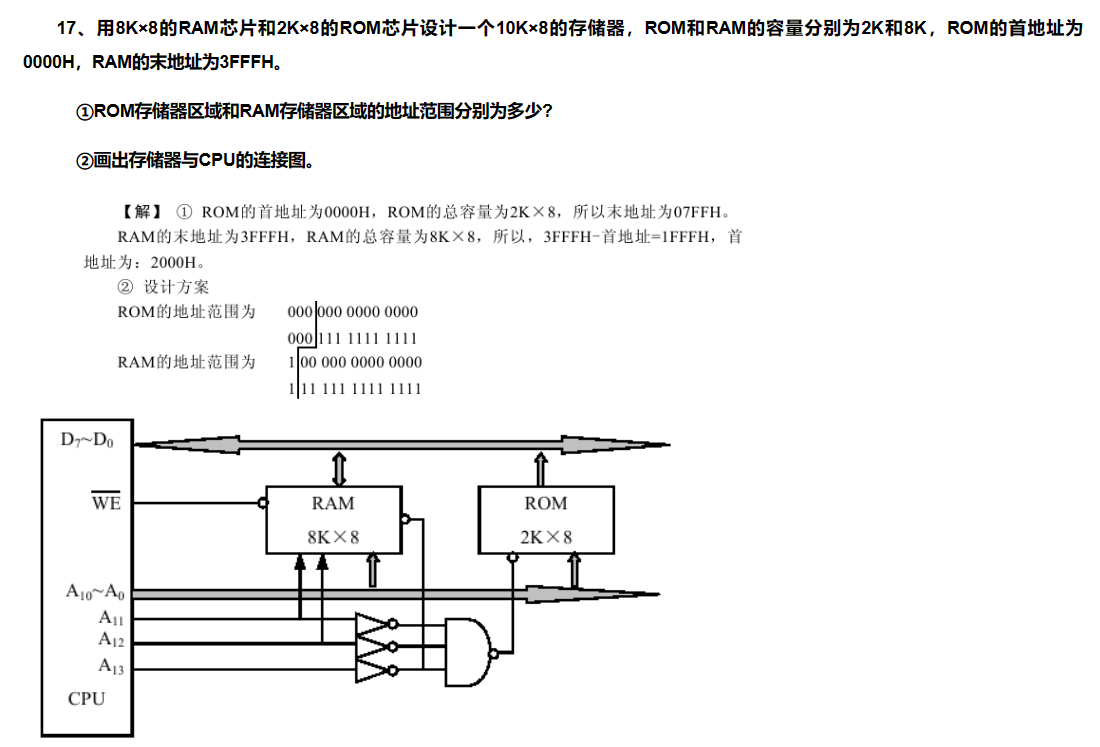 17、用8K×8的RAM芯片和2K×8的ROM芯片设计一个10K×8的存储器，ROM和RAM的容量分别为2K和8K，ROM的首地址为
0000H，RAM的末地址为3FFFH。
①ROM存储器区域和RAM存储器区域的地址范围分别为多少?
②画出存储器与CPU的连接图。
【解】 ① ROM的首地址为0000H，ROM的总容量为2K×8，所以末地址为07FFH。
RAM的末地址为3FFFH，RAM的总容量为8K×8，所以，3FFFH-首地址=1FFFH，首
地址为：2000H。
② 设计方案
ROM的地址范围为 000 000 0000 0000
000 111 1111 1111
RAM的地址范围为 1 00 000 0000 0000
1 11 111 1111 1111
D₇~D₀
W̅E̅ RAM ROM
8K×8 2K×8
A₁₀~A₀
A₁₁
A₁₂
A₁₃
CPU